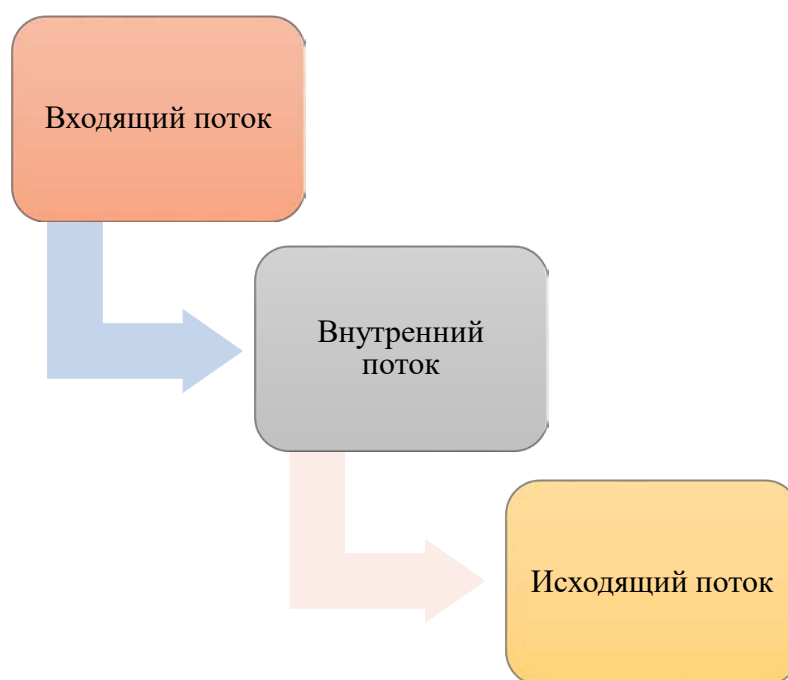 Входящий поток
Внутренний
поток
Исходящий поток